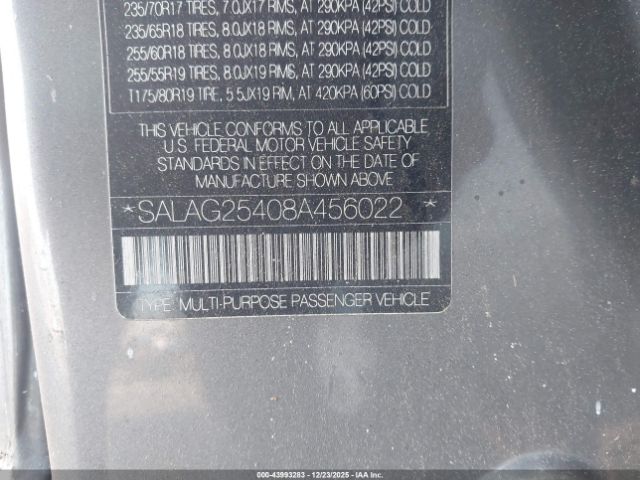 235/70R17 TIRES, 7.0JX17 RIMS, AT 290KPA (42PSI) COLD
235/65R18 TIRES, 8.0JX18 RIMS, AT 290KPA (42PSI) COLD
255/60R18 TIRES, 8.0JX18 RIMS, AT 290KPA (42PSI) COLD
255/55R19 TIRES, 8.0JX19 RIMS, AT 290KPA (42PSI) COLD
T175/80R19 TIRE, 5.5JX19 RIM, AT 420KPA (60PSI) COLD
THIS VEHICLE CONFORMS TO ALL APPLICABLE
U.S. FEDERAL MOTOR VEHICLE SAFETY
STANDARDS IN EFFECT ON THE DATE OF
MANUFACTURE SHOWN ABOVE
*SALAG25408A456022 *
TYPE: MULTI-PURPOSE PASSENGER VEHICLE
000-43993283 - 12/23/2025 - IAAI.COM